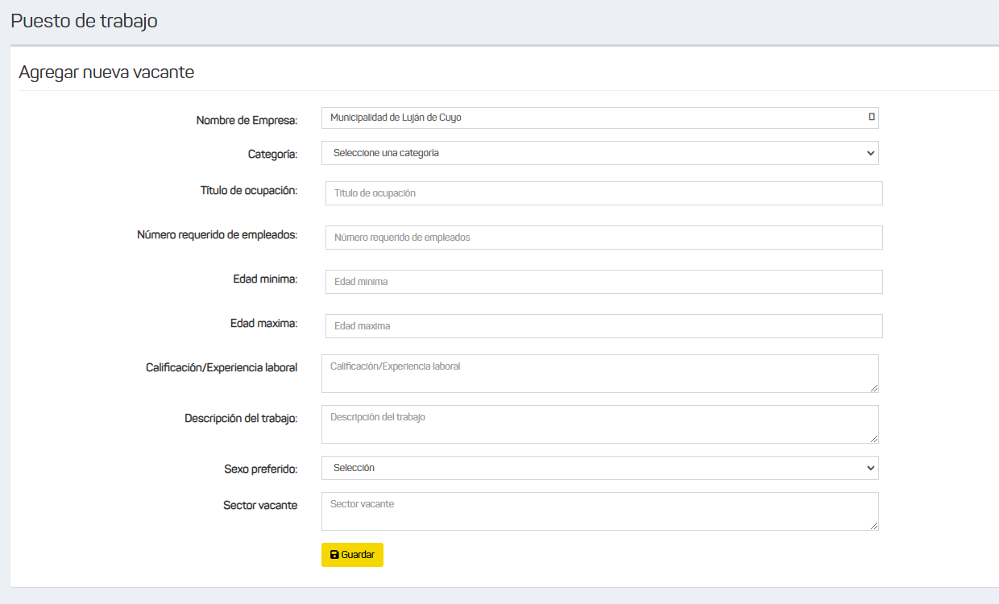 Puesto de trabajo
Agregar nueva vacante
Nombre de Empresa: Municipalidad de Luján de Cuyo
Categoría: Seleccione una categoría
Título de ocupación: Título de ocupación
Número requerido de empleados: Número requerido de empleados
Edad minima: Edad minima
Edad maxima: Edad maxima
Calificación/Experiencia laboral Calificación/Experiencia laboral
Descripción del trabajo: Descripción del trabajo
Sexo preferido: Selección
Sector vacante Sector vacante
Guardar